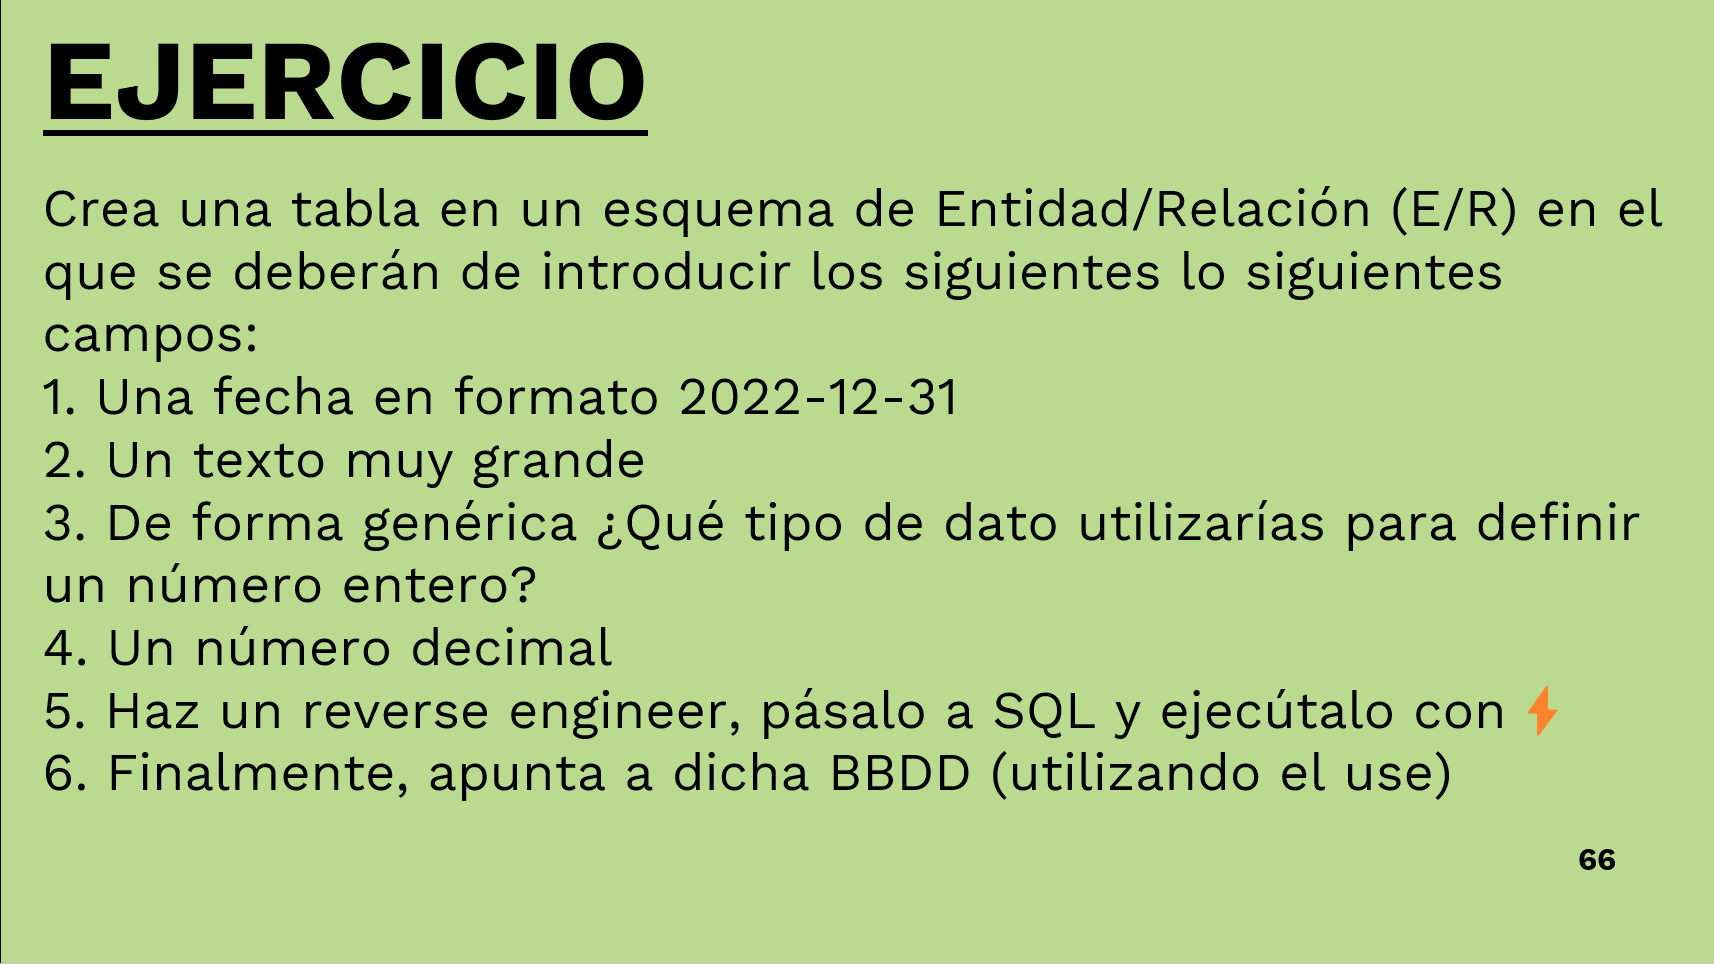 EJERCICIO
Crea una tabla en un esquema de Entidad/Relación (E/R) en el
que se deberán de introducir los siguientes lo siguientes
campos:
1. Una fecha en formato 2022-12-31
2. Un texto muy grande
3. De forma genérica ¿Qué tipo de dato utilizarías para definir
un número entero?
4. Un número decimal
5. Haz un reverse engineer, pásalo a SQL y ejecútalo con
6. Finalmente, apunta a dicha BBDD (utilizando el use)
66